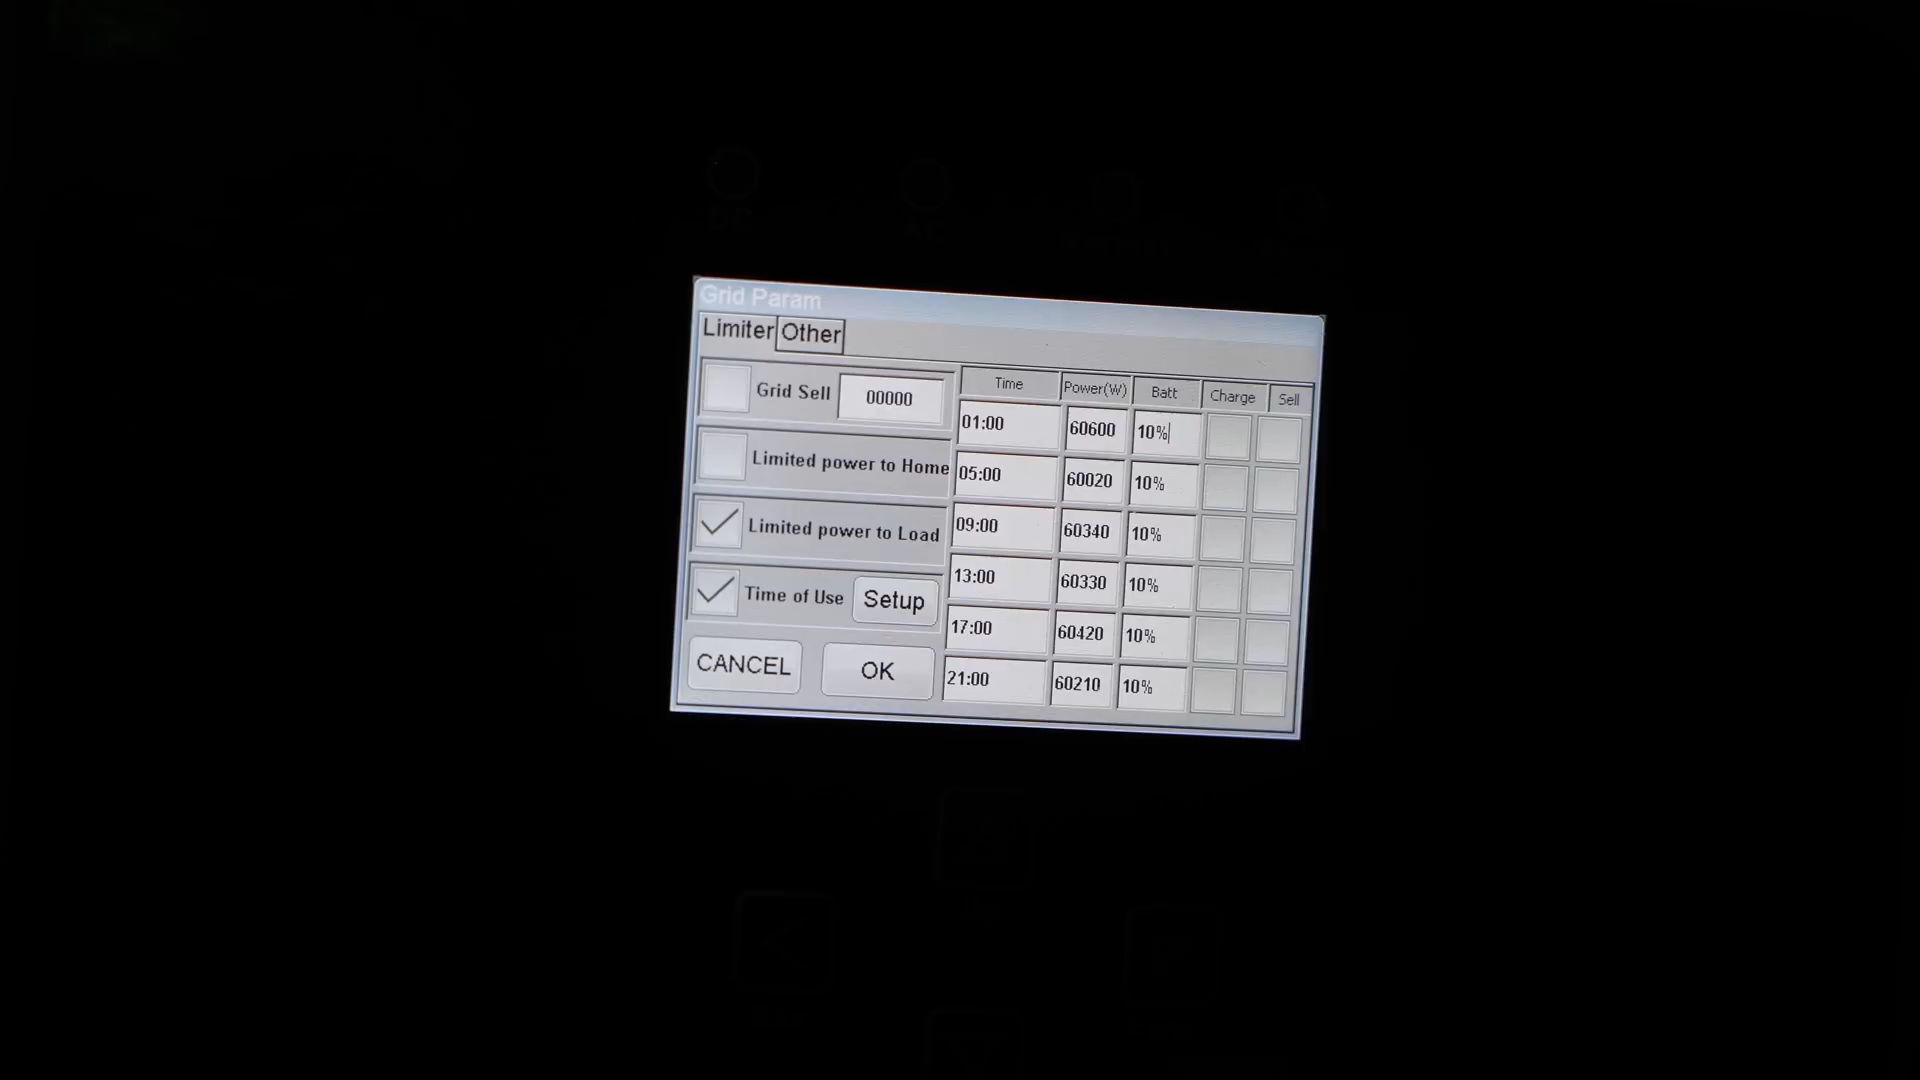 Grid Param
Limiter Other
Grid Sell 00000
Limited power to Home
Limited power to Load
Time of Use Setup
CANCEL OK
Time Power(W) Batt Charge Sell
01:00 60600 10%
05:00 60020 10%
09:00 60340 10%
13:00 60330 10%
17:00 60420 10%
21:00 60210 10%